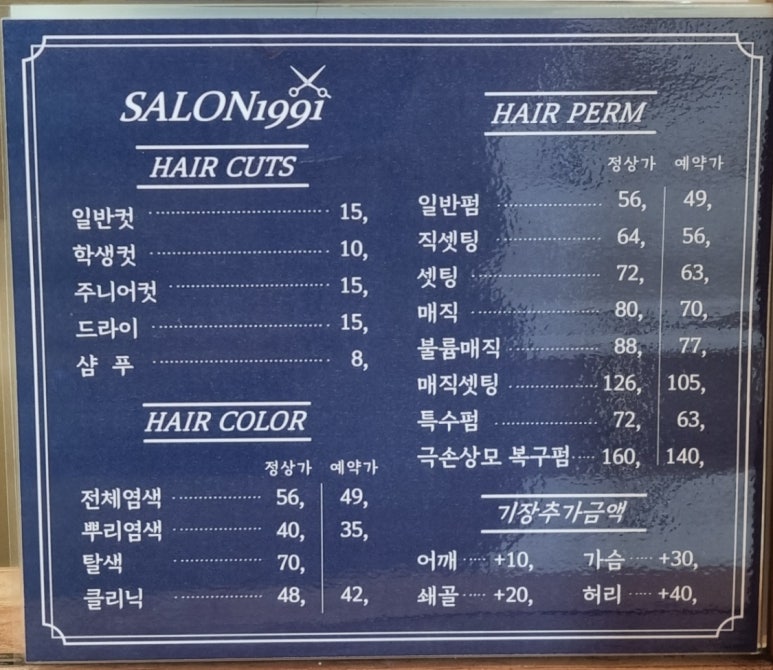 SALON1991
HAIR CUTS
일반컷 15,
학생컷 10,
주니어컷 15,
드라이 15,
샴 푸 8,
HAIR COLOR
정상가 예약가
전체염색 56, 49,
뿌리염색 40, 35,
탈색 70,
클리닉 48, 42,
HAIR PERM
정상가 예약가
일반펌 56, 49,
직셋팅 64, 56,
셋팅 72, 63,
매직 80, 70,
볼륨매직 88, 77,
매직셋팅 126, 105,
특수펌 72, 63,
극손상모 복구펌 160, 140,
기장추가금액
어깨 +10, 가슴 +30,
쇄골 +20, 허리 +40,